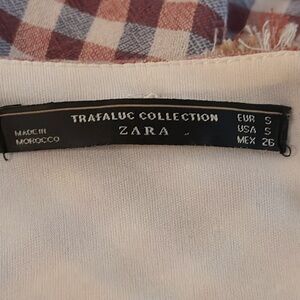 TRAFALUC COLLECTION
ZARA
MADE IN
MOROCCO
EUR S
USA S
MEX 26